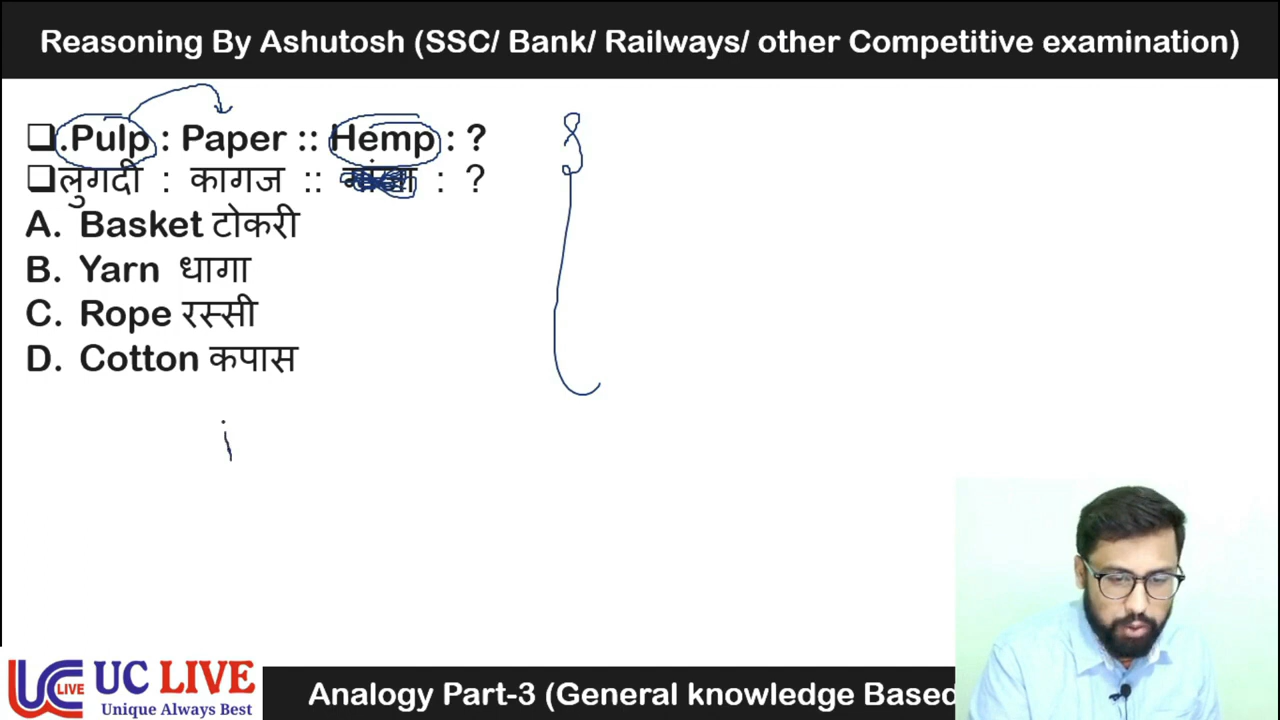 Reasoning By Ashutosh (SSC/ Bank/ Railways/ other Competitive examination)
❑.Pulp : Paper :: Hemp : ?
❑लुगदी : कागज :: : ?
A. Basket टोकरी
B. Yarn धागा
C. Rope रस्सी
D. Cotton कपास
UC LIVE
LIVE
Unique Always Best
Analogy Part-3 (General knowledge Based